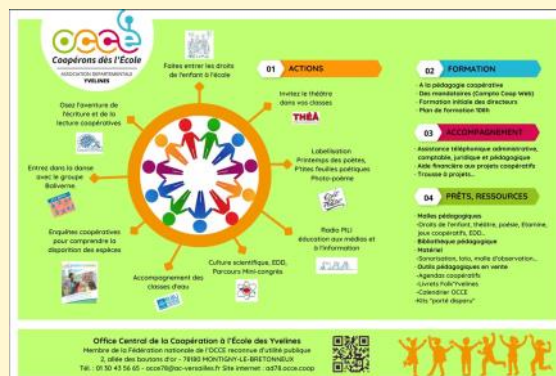 occe
Coopérons dès l'École
ASSOCIATION DÉPARTEMENTALE
YVELINES
Faites entrer les droits
de l'enfant à l'école
Osez l'aventure de
l'écriture et de la
lecture coopératives
Invitez le théâtre
dans vos classes
THÉÂ
Entrez dans la danse
avec le groupe
Baliverne
Labellisation
Printemps des poètes,
P'tites feuilles poétiques
Photo-poème
Enquêtes coopératives
pour comprendre la
disparition des espèces
Radio PILI
éducation aux médias et
à l'information
Accompagnement des
classes d'eau
Culture scientifique, EDD,
Parcours Mini-congrès
01 ACTIONS
02 FORMATION
- A la pédagogie coopérative
- Des mandataires (Compta Coop Web)
- Formation initiale des directeurs
- Plan de formation 108h
03 ACCOMPAGNEMENT
- Assistance téléphonique administrative,
comptable, juridique et pédagogique
- Aide financière aux projets coopératifs
- Trousse à projets...
04 PRÊTS, RESSOURCES
- Malles pédagogiques
-Droits de l'enfant, théâtre, poésie, Etamine,
jeux coopératifs, EDD...
- Bibliothèque pédagogique
- Matériel
-Sonorisation, toto, malle d'observation...
- Outils pédagogiques en vente
-Agendas coopératifs
-Livrets Folk'Yvelines
-Calendrier OCCE
-Kits "porté disparu"
Office Central de la Coopération à l'École des Yvelines
Membre de la Fédération nationale de l'OCCE reconnue d'utilité publique
2, allée des boutons d'or - 78180 MONTIGNY-LE-BRETONNEUX
Tél. : 01 30 43 56 65 - occe78@ac-versailles.fr Site internet : ad78.occe.coop